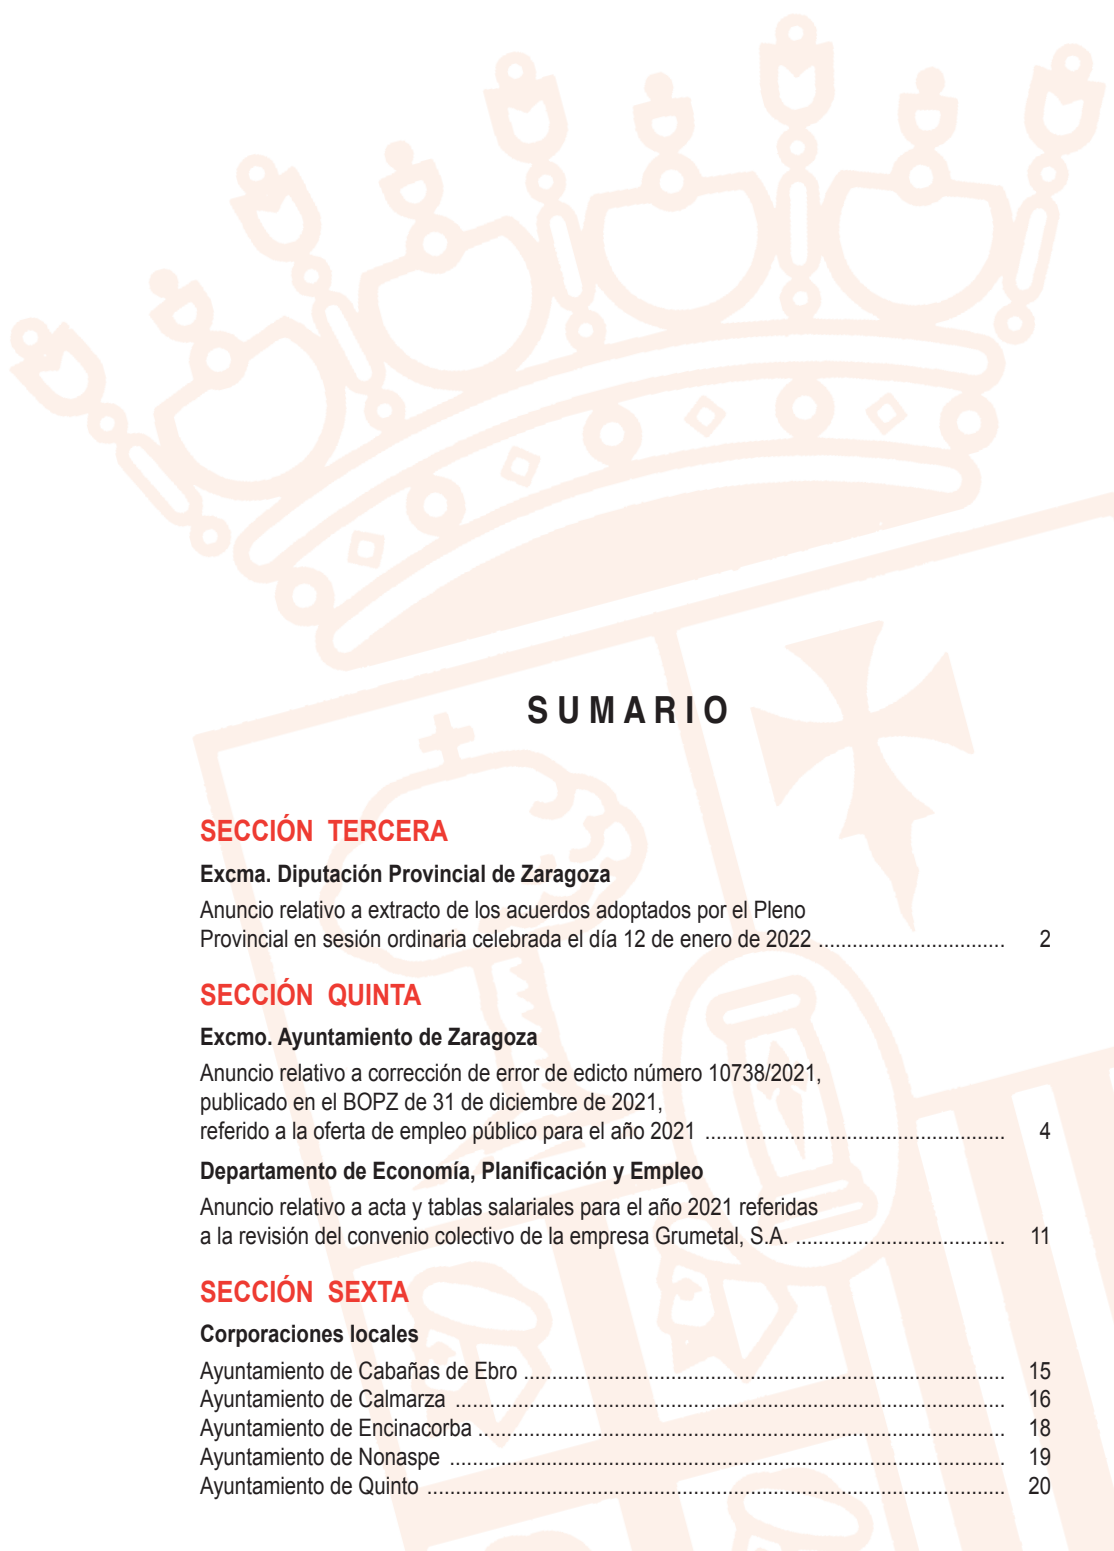 SUMARIO
SECCIÓN TERCERA
Excma. Diputación Provincial de Zaragoza
Anuncio relativo a extracto de los acuerdos adoptados por el Pleno
Provincial en sesión ordinaria celebrada el día 12 de enero de 2022 ................................. 2
SECCIÓN QUINTA
Excmo. Ayuntamiento de Zaragoza
Anuncio relativo a corrección de error de edicto número 10738/2021,
publicado en el BOPZ de 31 de diciembre de 2021,
referido a la oferta de empleo público para el año 2021 ..................................................... 4
Departamento de Economía, Planificación y Empleo
Anuncio relativo a acta y tablas salariales para el año 2021 referidas
a la revisión del convenio colectivo de la empresa Grumetal, S.A. ..................................... 11
SECCIÓN SEXTA
Corporaciones locales
Ayuntamiento de Cabañas de Ebro ..................................................................................... 15
Ayuntamiento de Calmarza ................................................................................................. 16
Ayuntamiento de Encinacorba ............................................................................................. 18
Ayuntamiento de Nonaspe .................................................................................................. 19
Ayuntamiento de Quinto ...................................................................................................... 20